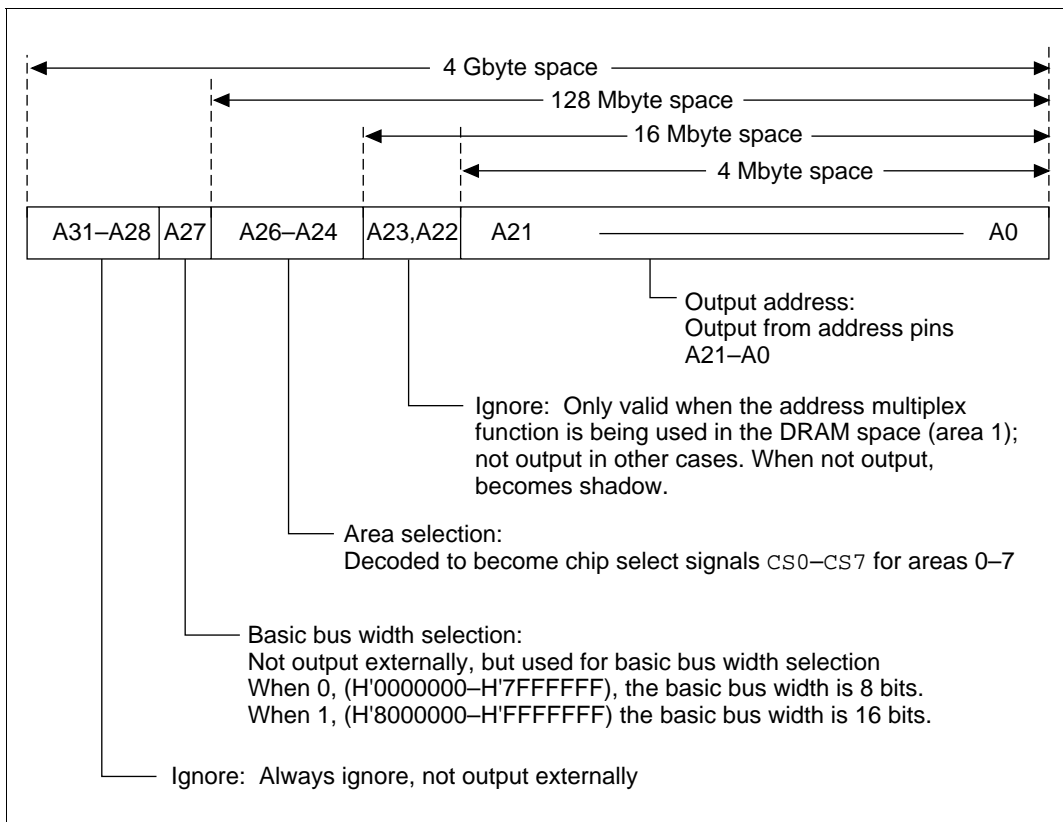 4 Gbyte space
128 Mbyte space
16 Mbyte space
4 Mbyte space
A31–A28 A27 A26–A24 A23,A22 A21 A0
Output address:
Output from address pins
A21–A0
Ignore: Only valid when the address multiplex
function is being used in the DRAM space (area 1);
not output in other cases. When not output,
becomes shadow.
Area selection:
Decoded to become chip select signals CS0–CS7 for areas 0–7
Basic bus width selection:
Not output externally, but used for basic bus width selection
When 0, (H'0000000–H'7FFFFFF), the basic bus width is 8 bits.
When 1, (H'8000000–H'FFFFFFF) the basic bus width is 16 bits.
Ignore: Always ignore, not output externally